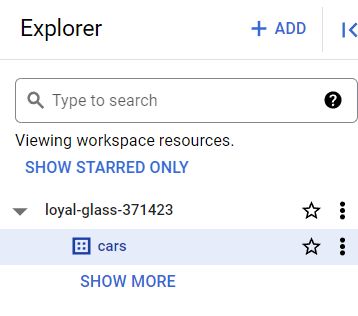 Explorer
+ ADD
Type to search
Viewing workspace resources.
SHOW STARRED ONLY
loyal-glass-371423
cars
SHOW MORE